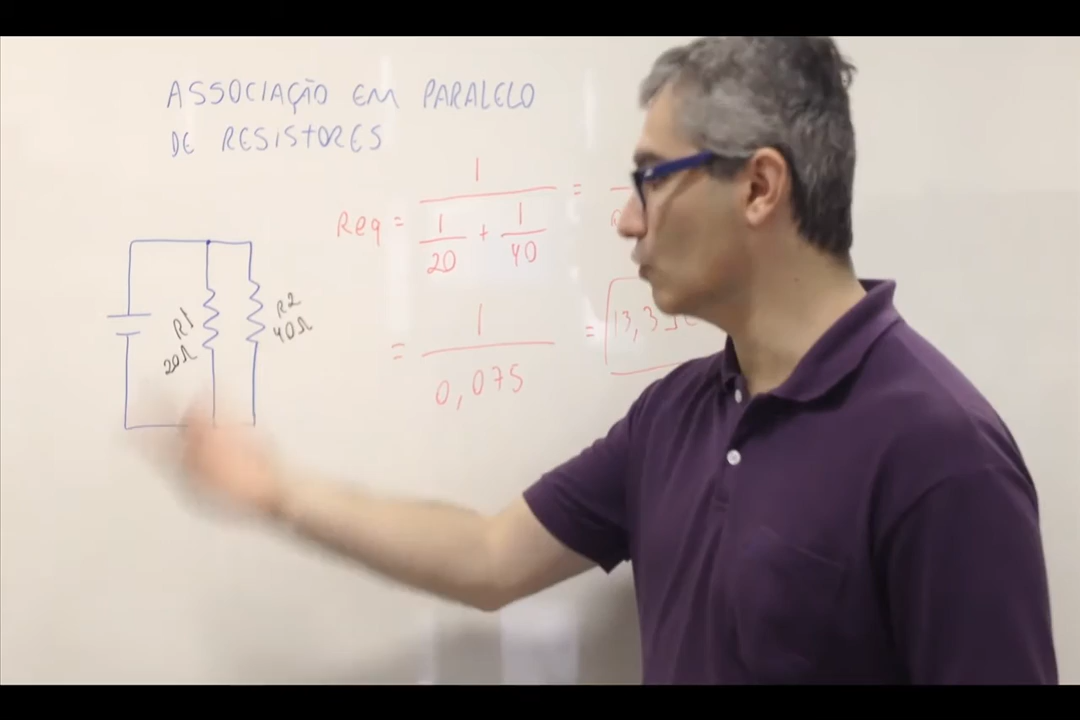 ASSOCIAÇÃO EM PARALELO
DE RESISTORES
Req = 1 / (1/20 + 1/40) =
= 1 / 0,075 = 13,3Ω
R1
20Ω
R2
40Ω